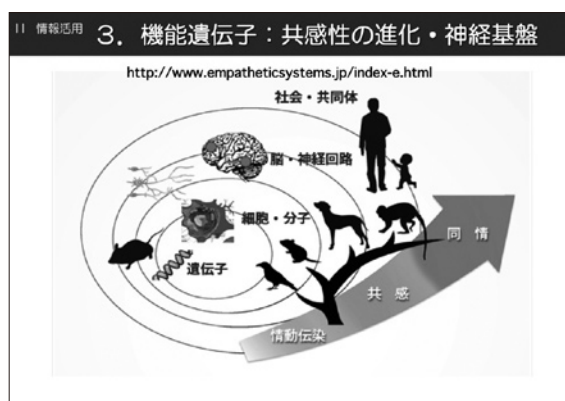 II 情報活用 3. 機能遺伝子：共感性の進化・神経基盤
http://www.empatheticsystems.jp/index-e.html
社会・共同体
脳・神経回路
細胞・分子
遺伝子
同情
共感
情動伝染